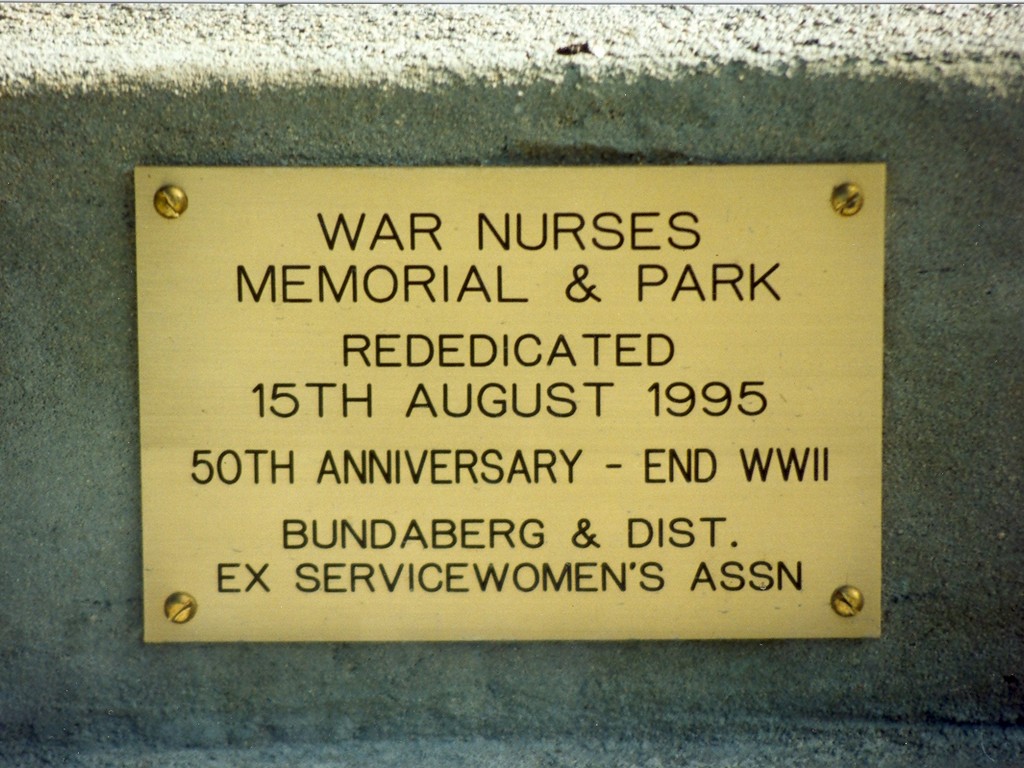 WAR NURSES
MEMORIAL & PARK
REDEDICATED
15TH AUGUST 1995
50TH ANNIVERSARY - END WWII
BUNDABERG & DIST.
EX SERVICEWOMEN'S ASSN